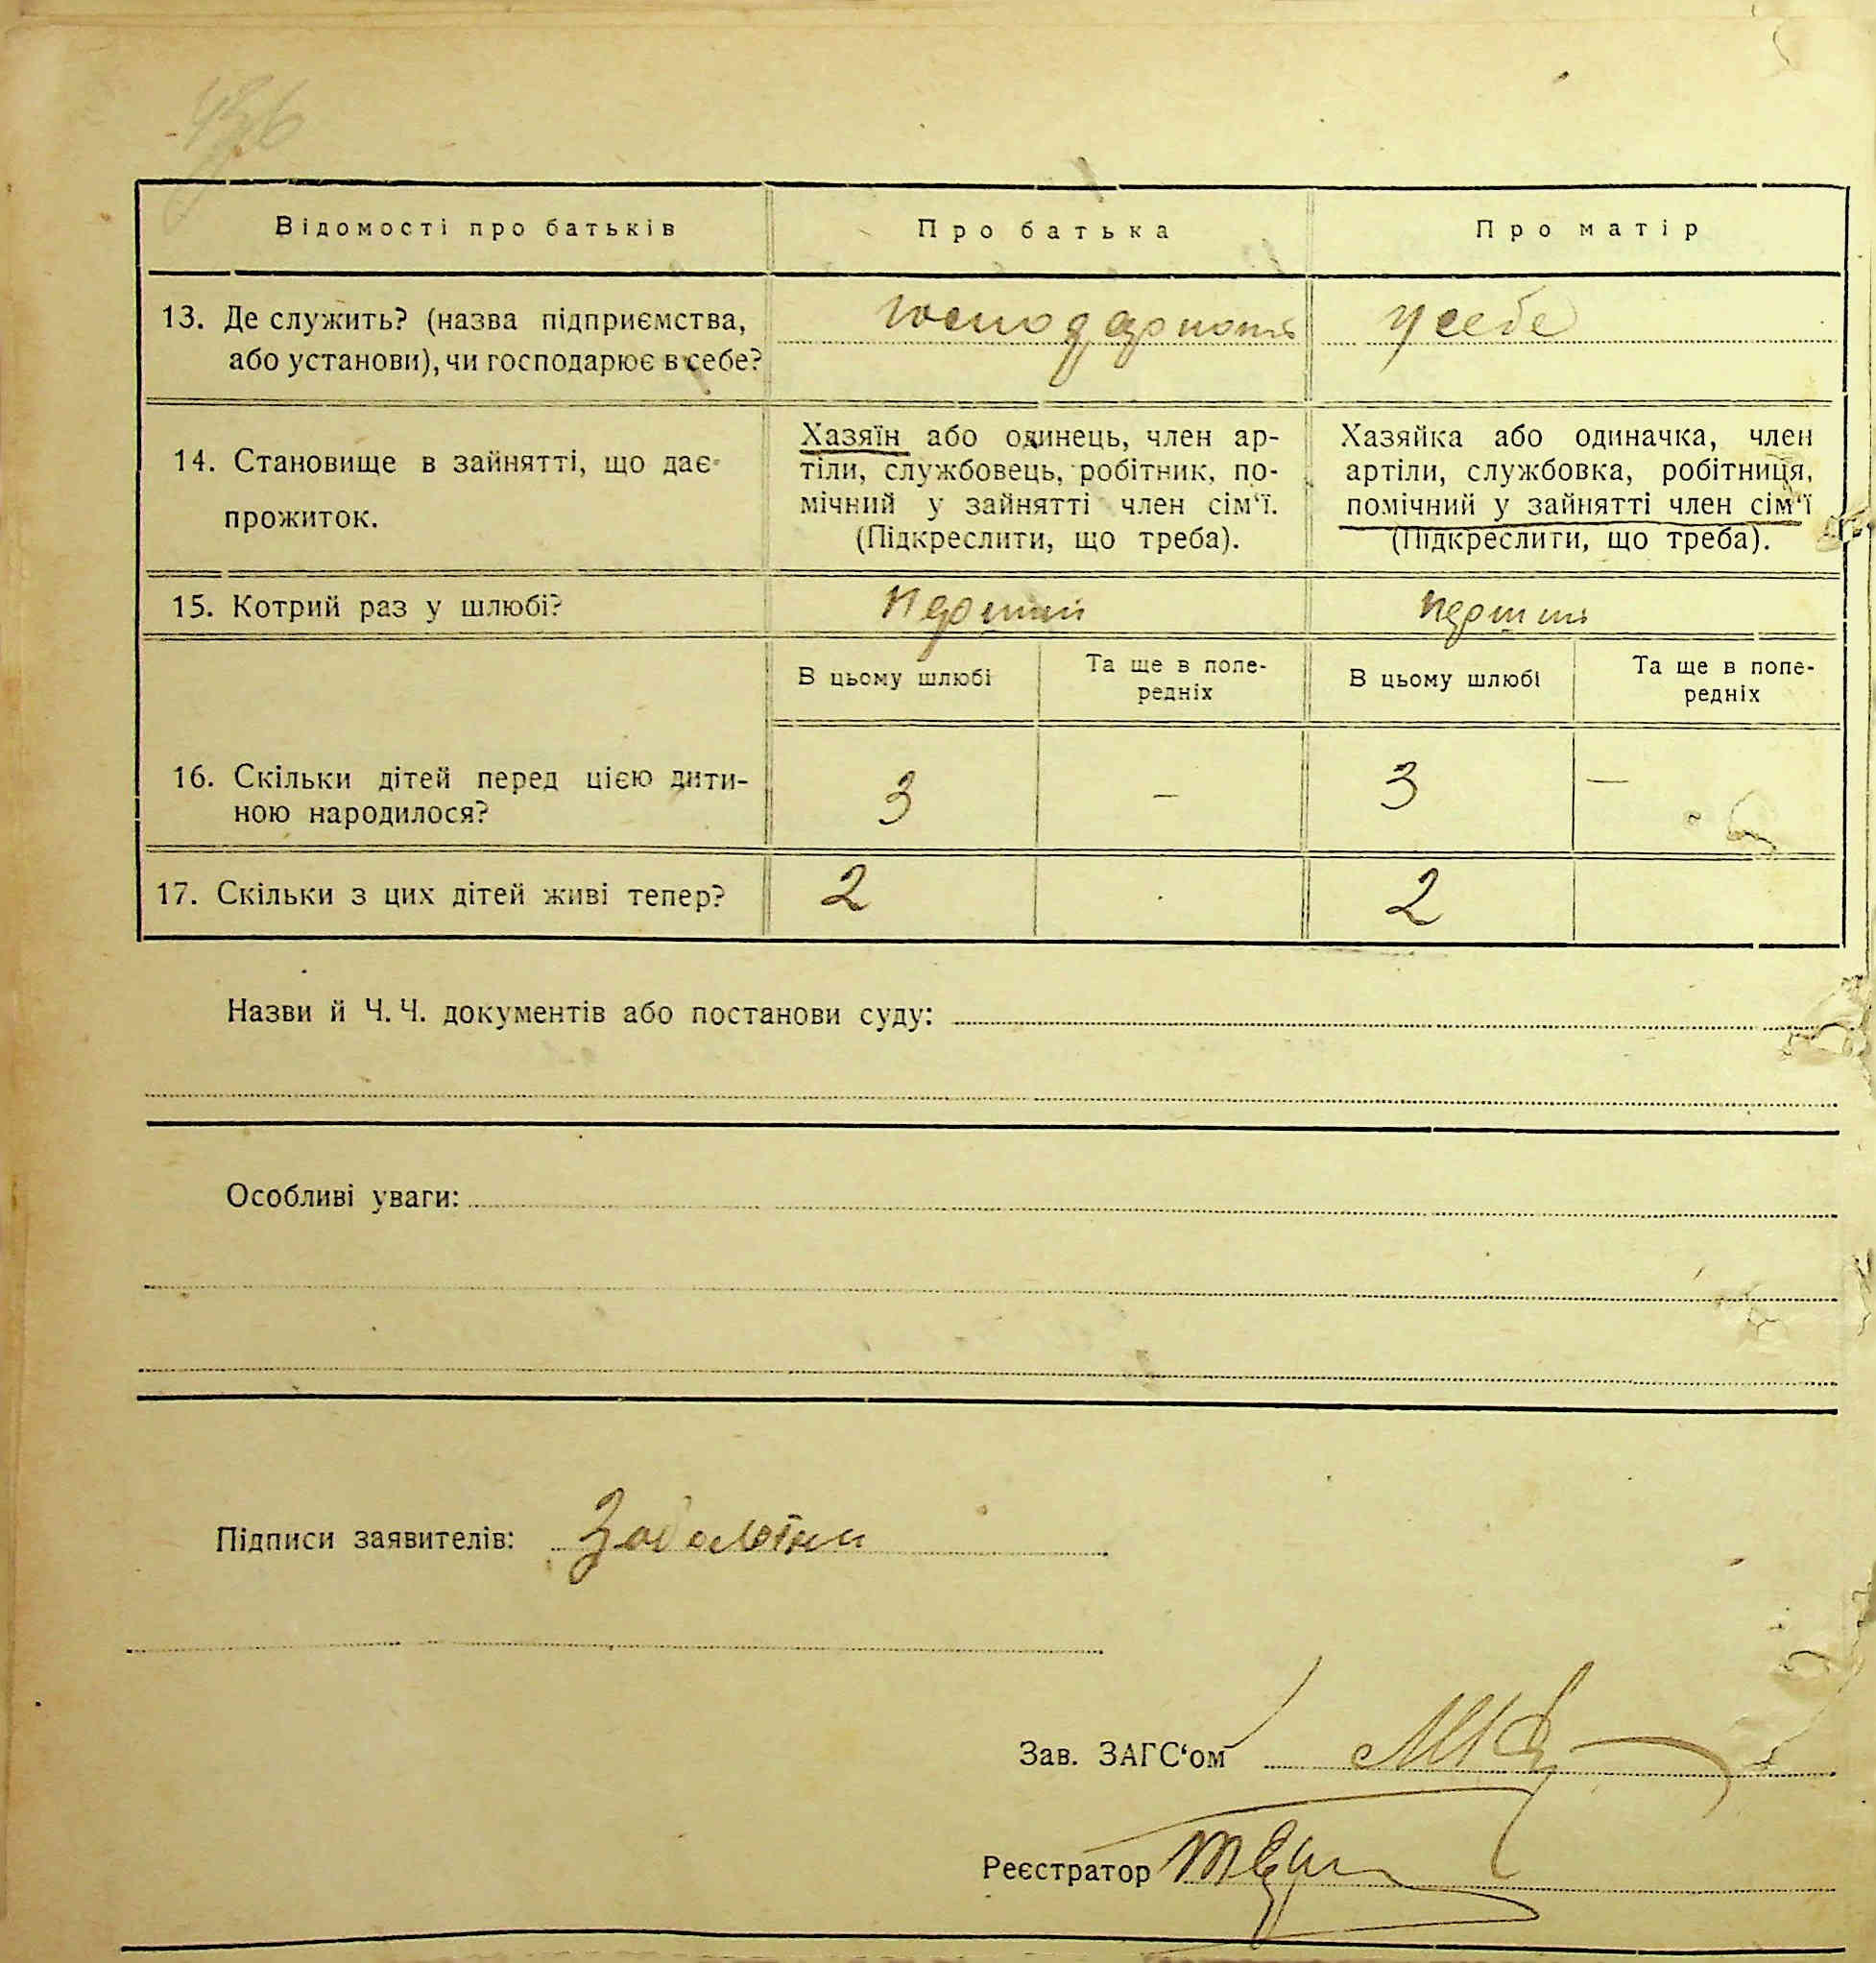 436
Відомості про батьків
Про батька
Про матір
13. Де служить? (назва підприємства,
або установи), чи господарює в себе?
у себе
14. Становище в зайнятті, що дає
прожиток.
Хазяїн або одинець, член ар-
тіли, службовець, робітник, по-
мічний у зайнятті член сім‘ї.
(Підкреслити, що треба).
Хазяйка або одиначка, член
артіли, службовка, робітниця,
помічний у зайнятті член сім‘ї
(Підкреслити, що треба).
15. Котрий раз у шлюбі?
перший
перший
В цьому шлюбі
Та ще в попе-
редніх
В цьому шлюбі
Та ще в попе-
редніх
16. Скільки дітей перед цією дити-
ною народилося?
3
—
3
—
17. Скільки з цих дітей живі тепер?
2
2
Назви й Ч. Ч. документів або постанови суду:
Особливі уваги:
Підписи заявителів:
Зав. ЗАГС‘ом
Реєстратор